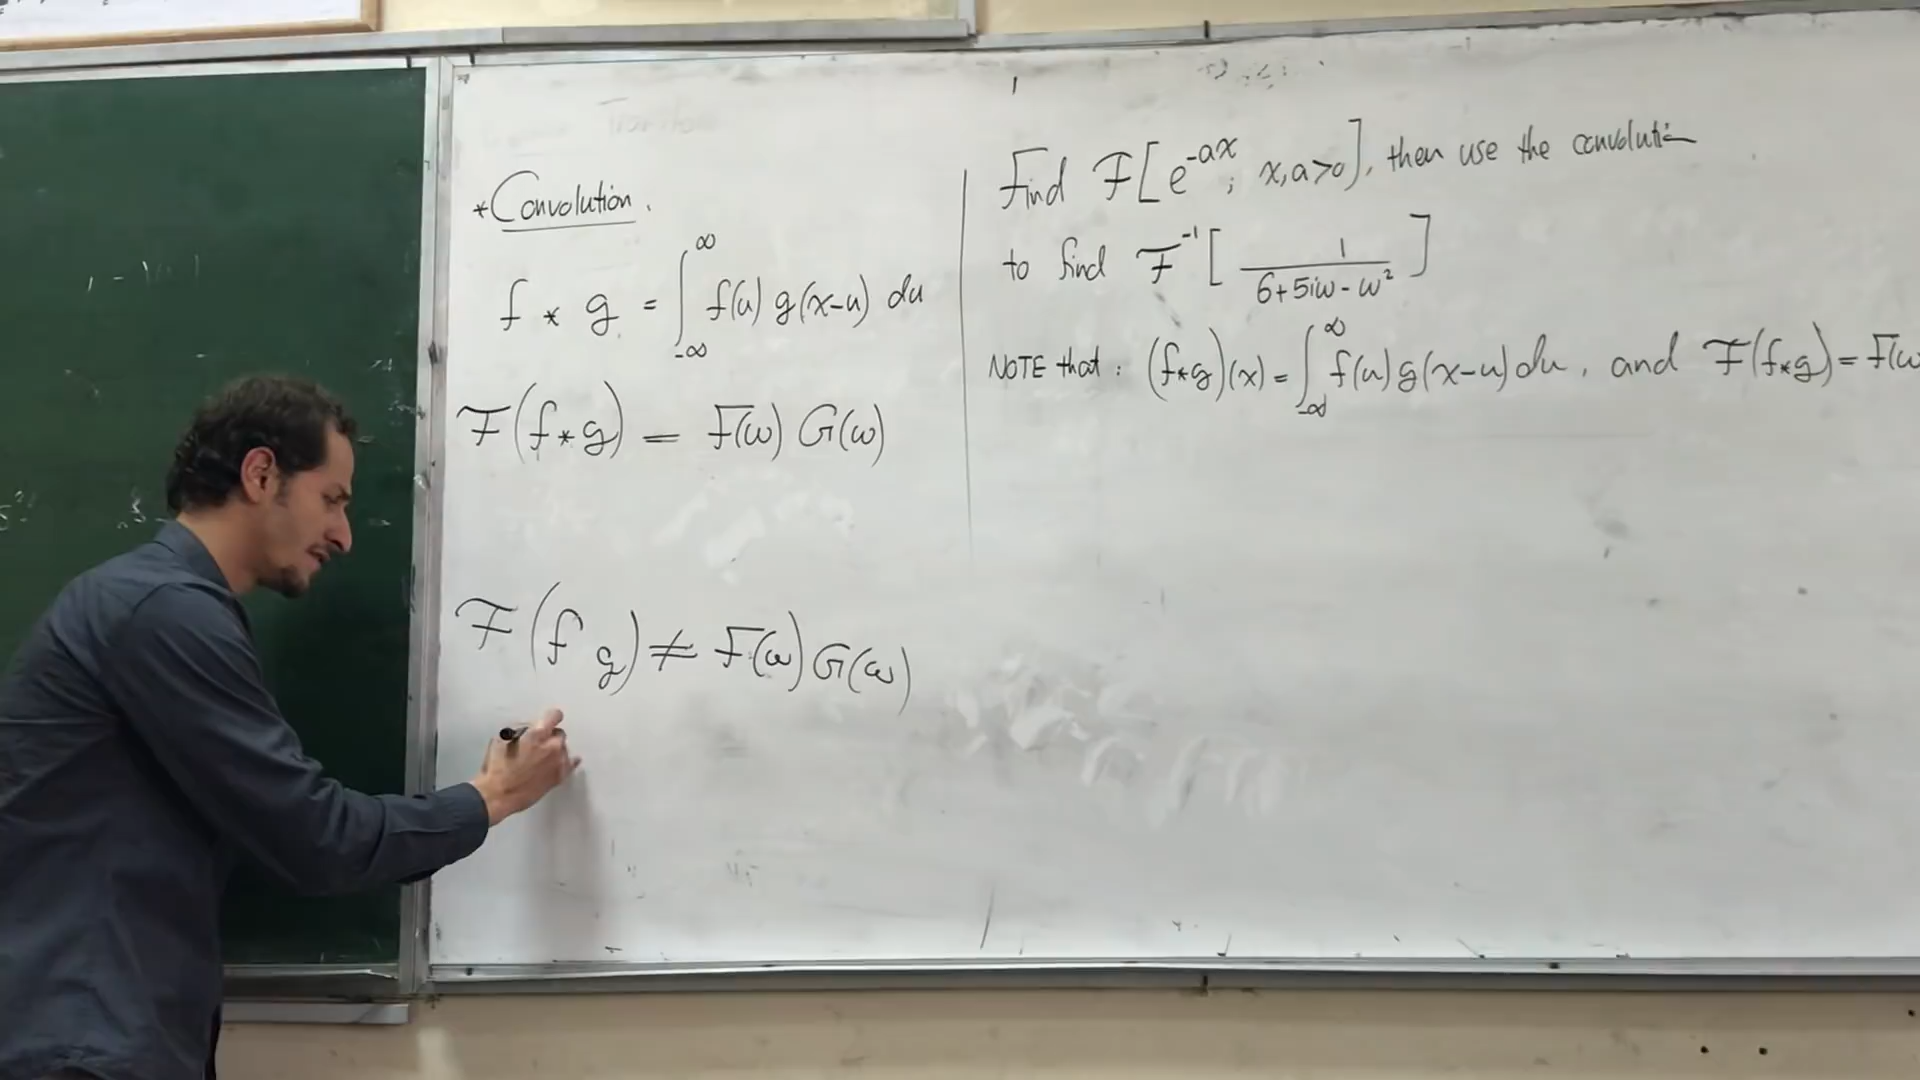 *Convolution.
f * g = ∫_{-∞}^{∞} f(u) g(x-u) du
ℱ(f*g) = F(ω) G(ω)
ℱ(f g) ≠ F(ω) G(ω)
Find ℱ[e^{-ax}; x,a>0], then use the convolution
to find ℱ^{-1}[1/(6+5iω-ω²)]
NOTE that: (f*g)(x) = ∫_{-∞}^{∞} f(u) g(x-u) du, and ℱ(f*g) = F(ω